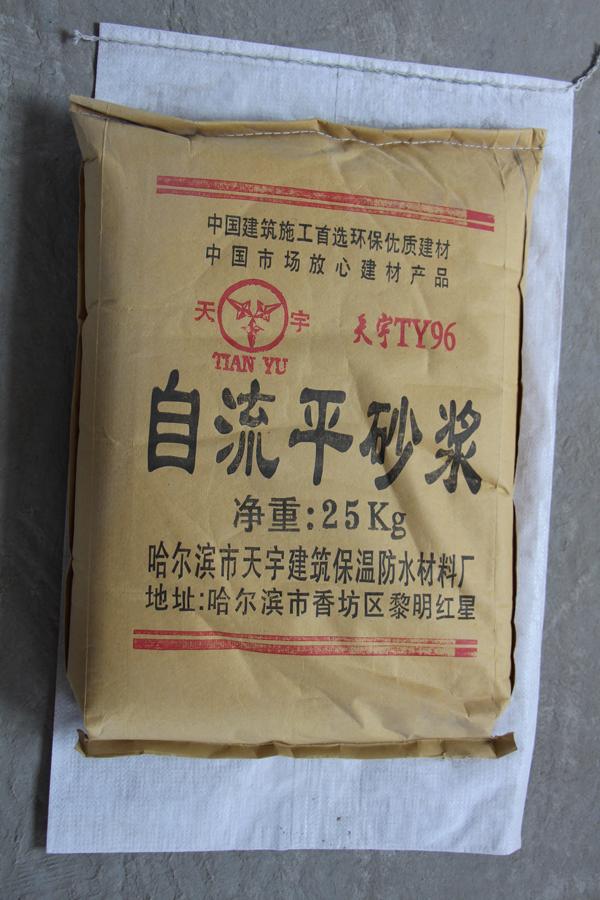 中国建筑施工首选环保优质建材
中国市场放心建材产品
天 宇
TIAN YU
天宇TY96
自流平砂浆
净重:25Kg
哈尔滨市天宇建筑保温防水材料厂
地址:哈尔滨市香坊区黎明红星